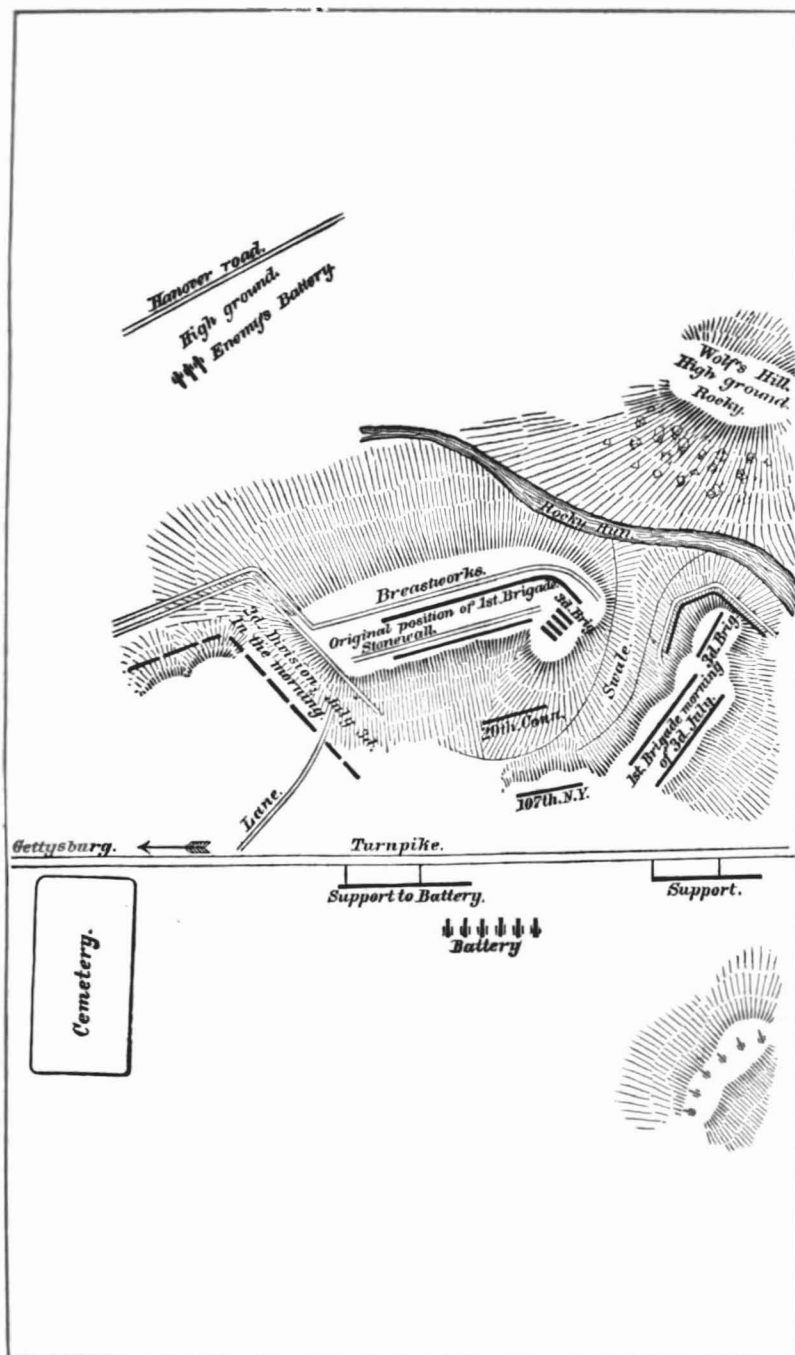 Hanover road.
High ground.
Enemy's Battery
Wolf's Hill.
High ground.
Rocky.
Rocky Run
Breastworks.
Original position of 1st. Brigade.
Stonewall.
3d. Brig.
2d. Division, July 3d.
In the morning.
Swale.
3d. Brig.
1st. Brigade morning
of 3d. July.
20th. Conn.
107th. N.Y.
Lane.
Gettysburg.
Turnpike.
Support to Battery.
Support.
Battery
Cemetery.